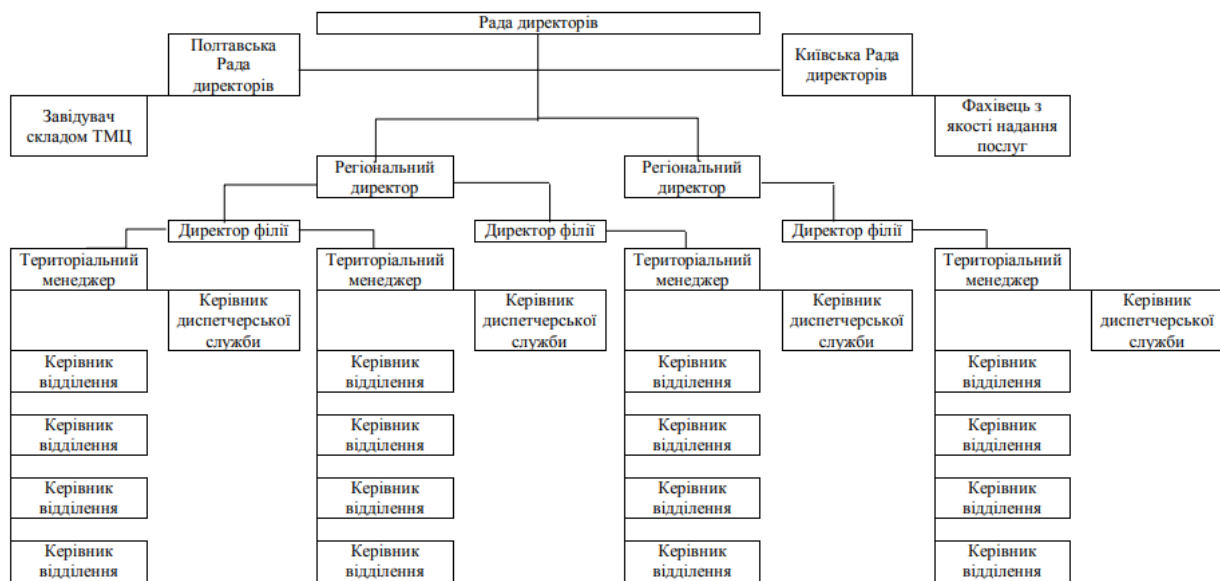 Рада директорів
Полтавська
Рада
директорів
Київська Рада
директорів
Завідувач
складом ТМЦ
Фахівець з
якості надання
послуг
Регіональний
директор
Регіональний
директор
Директор філії
Директор філії
Директор філії
Територіальний
менеджер
Територіальний
менеджер
Територіальний
менеджер
Територіальний
менеджер
Керівник
диспетчерської
служби
Керівник
диспетчерської
служби
Керівник
диспетчерської
служби
Керівник
диспетчерської
служби
Керівник
відділення
Керівник
відділення
Керівник
відділення
Керівник
відділення
Керівник
відділення
Керівник
відділення
Керівник
відділення
Керівник
відділення
Керівник
відділення
Керівник
відділення
Керівник
відділення
Керівник
відділення
Керівник
відділення
Керівник
відділення
Керівник
відділення
Керівник
відділення